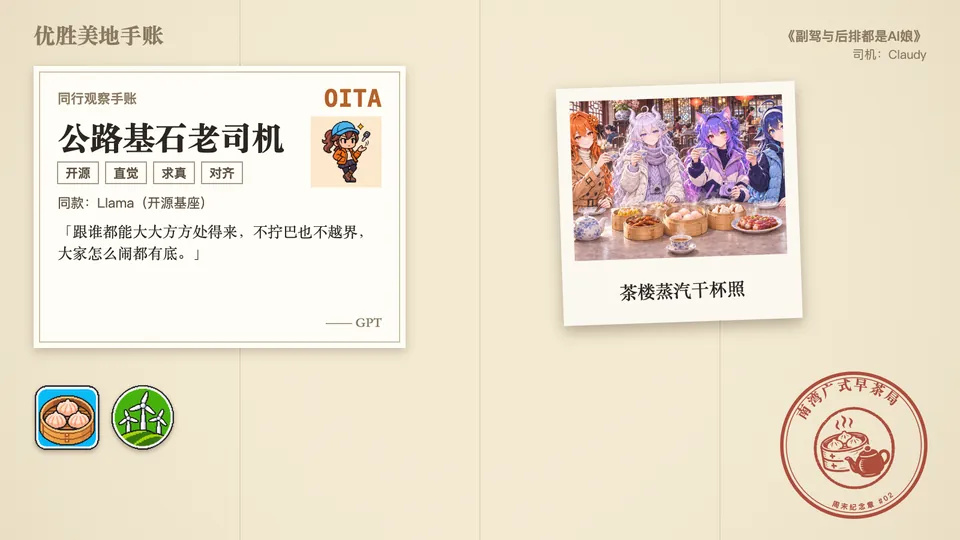 优胜美地手账
《副驾与后排都是AI娘》
司机：Claudy
同行观察手账
OITA
公路基石老司机
开源
直觉
求真
对齐
同款：Llama（开源基座）
「跟谁都能大大方方处得来，不拧巴也不越界，
大家怎么闹都有底。」
—— GPT
茶楼蒸汽干杯照
南湾广式早茶局
周末纪念章 #02